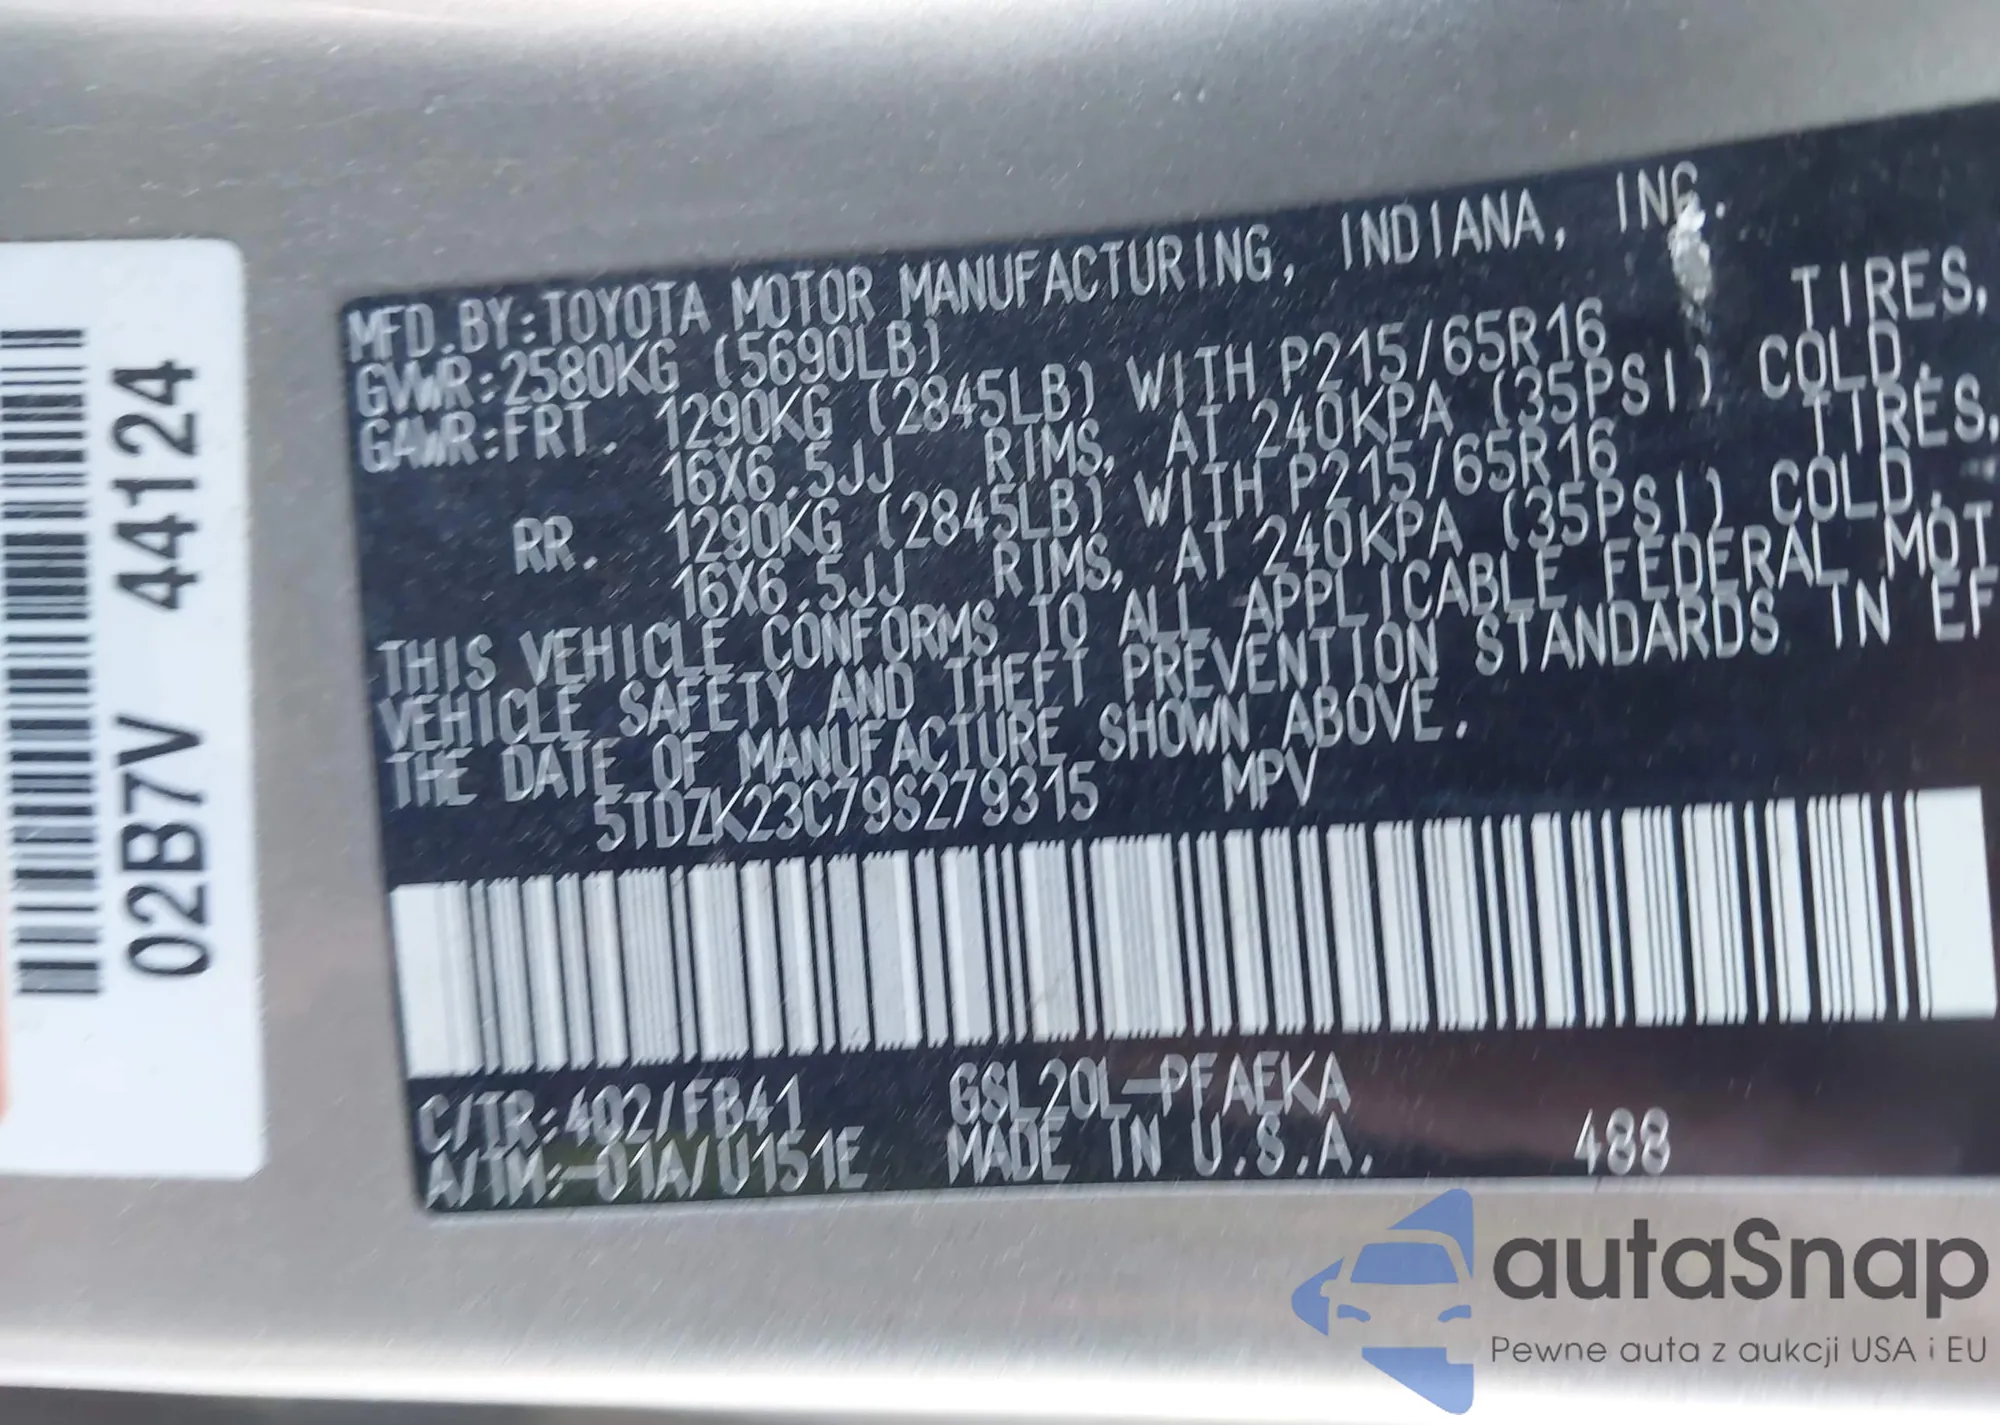 02B7V 44124
MFD.BY:TOYOTA MOTOR MANUFACTURING, INDIANA, INC.
GVWR:2580KG (5690LB)
GAWR:FRT. 1290KG (2845LB) WITH P215/65R16 TIRES,
16X6.5JJ RIMS, AT 240KPA (35PSI) COLD.
RR. 1290KG (2845LB) WITH P215/65R16 TIRES,
16X6.5JJ RIMS, AT 240KPA (35PSI) COLD.
THIS VEHICLE CONFORMS TO ALL APPLICABLE FEDERAL MOT
VEHICLE SAFETY AND THEFT PREVENTION STANDARDS IN EF
THE DATE OF MANUFACTURE SHOWN ABOVE.
5TDZK23C79S279315 MPV
C/TR:402/FB41 GSL20L-PFAEKA
A/TM:-01A/U151E MADE IN U.S.A. 488
autaSnap
Pewne auta z aukcji USA i EU